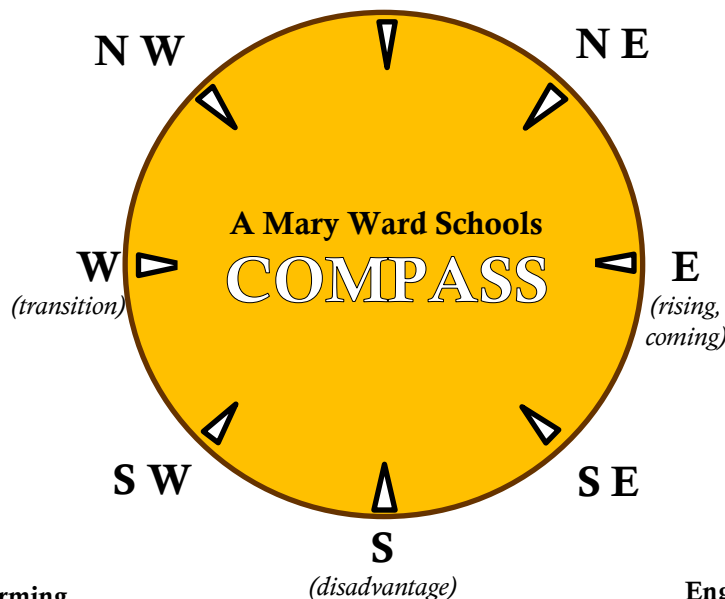 N W
N E
A Mary Ward Schools
COMPASS
W
(transition)
E
(rising,
coming)
S W
S E
S
(disadvantage)